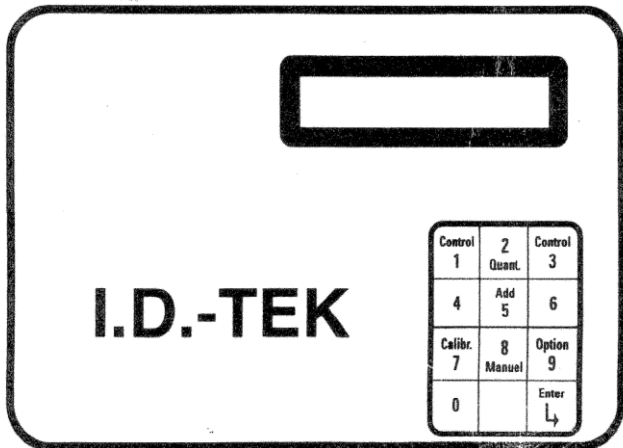 I.D.-TEK
Control
1
2
Quant.
Control
3
4
Add
5
6
Calibr.
7
8
Manuel
Option
9
0
Enter